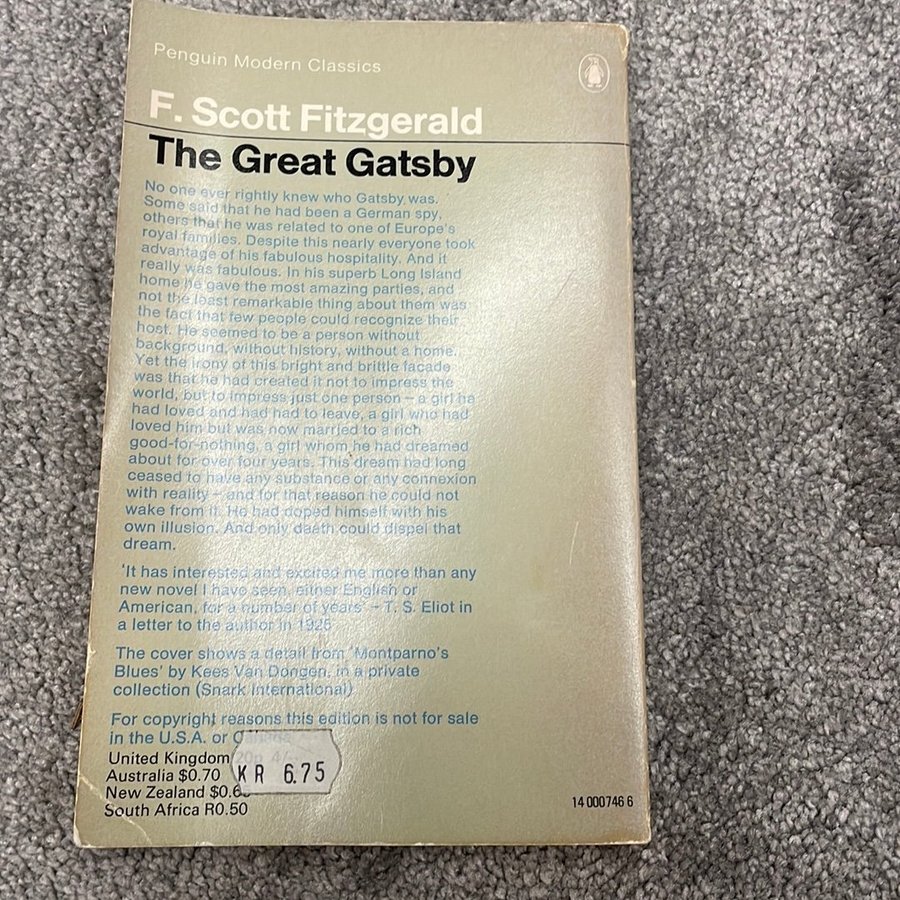 Penguin Modern Classics
F. Scott Fitzgerald
The Great Gatsby
No one ever rightly knew who Gatsby was.
Some said that he had been a German spy,
others that he was related to one of Europe's
royal families. Despite this nearly everyone took
advantage of his fabulous hospitality. And it
really was fabulous. In his superb Long Island
home he gave the most amazing parties, and
not the least remarkable thing about them was
the fact that few people could recognize their
host. He seemed to be a person without
background, without history, without a home.
Yet the irony of this bright and brittle facade
was that he had created it not to impress the
world, but to impress just one person – a girl he
had loved and had had to leave, a girl who had
loved him but was now married to a rich
good-for-nothing, a girl whom he had dreamed
about for over four years. This dream had long
ceased to have any substance or any connexion
with reality – and for that reason he could not
wake from it. He had doped himself with his
own illusion. And only death could dispel that
dream.
'It has interested and excited me more than any
new novel I have seen, either English or
American, for a number of years' – T. S. Eliot in
a letter to the author in 1925
The cover shows a detail from 'Montparno's
Blues' by Kees Van Dongen, in a private
collection (Snark International)
For copyright reasons this edition is not for sale
in the U.S.A. or
United Kingdom
Australia $0.70
New Zealand
South Africa R0.50
KR 6.75
14 000746 6